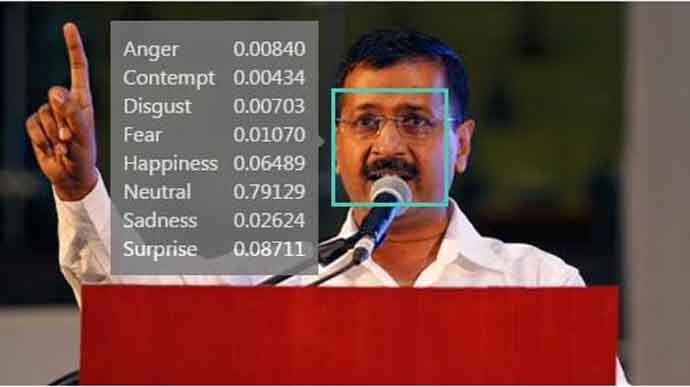 Anger 0.00840
Contempt 0.00434
Disgust 0.00703
Fear 0.01070
Happiness 0.06489
Neutral 0.79129
Sadness 0.02624
Surprise 0.08711